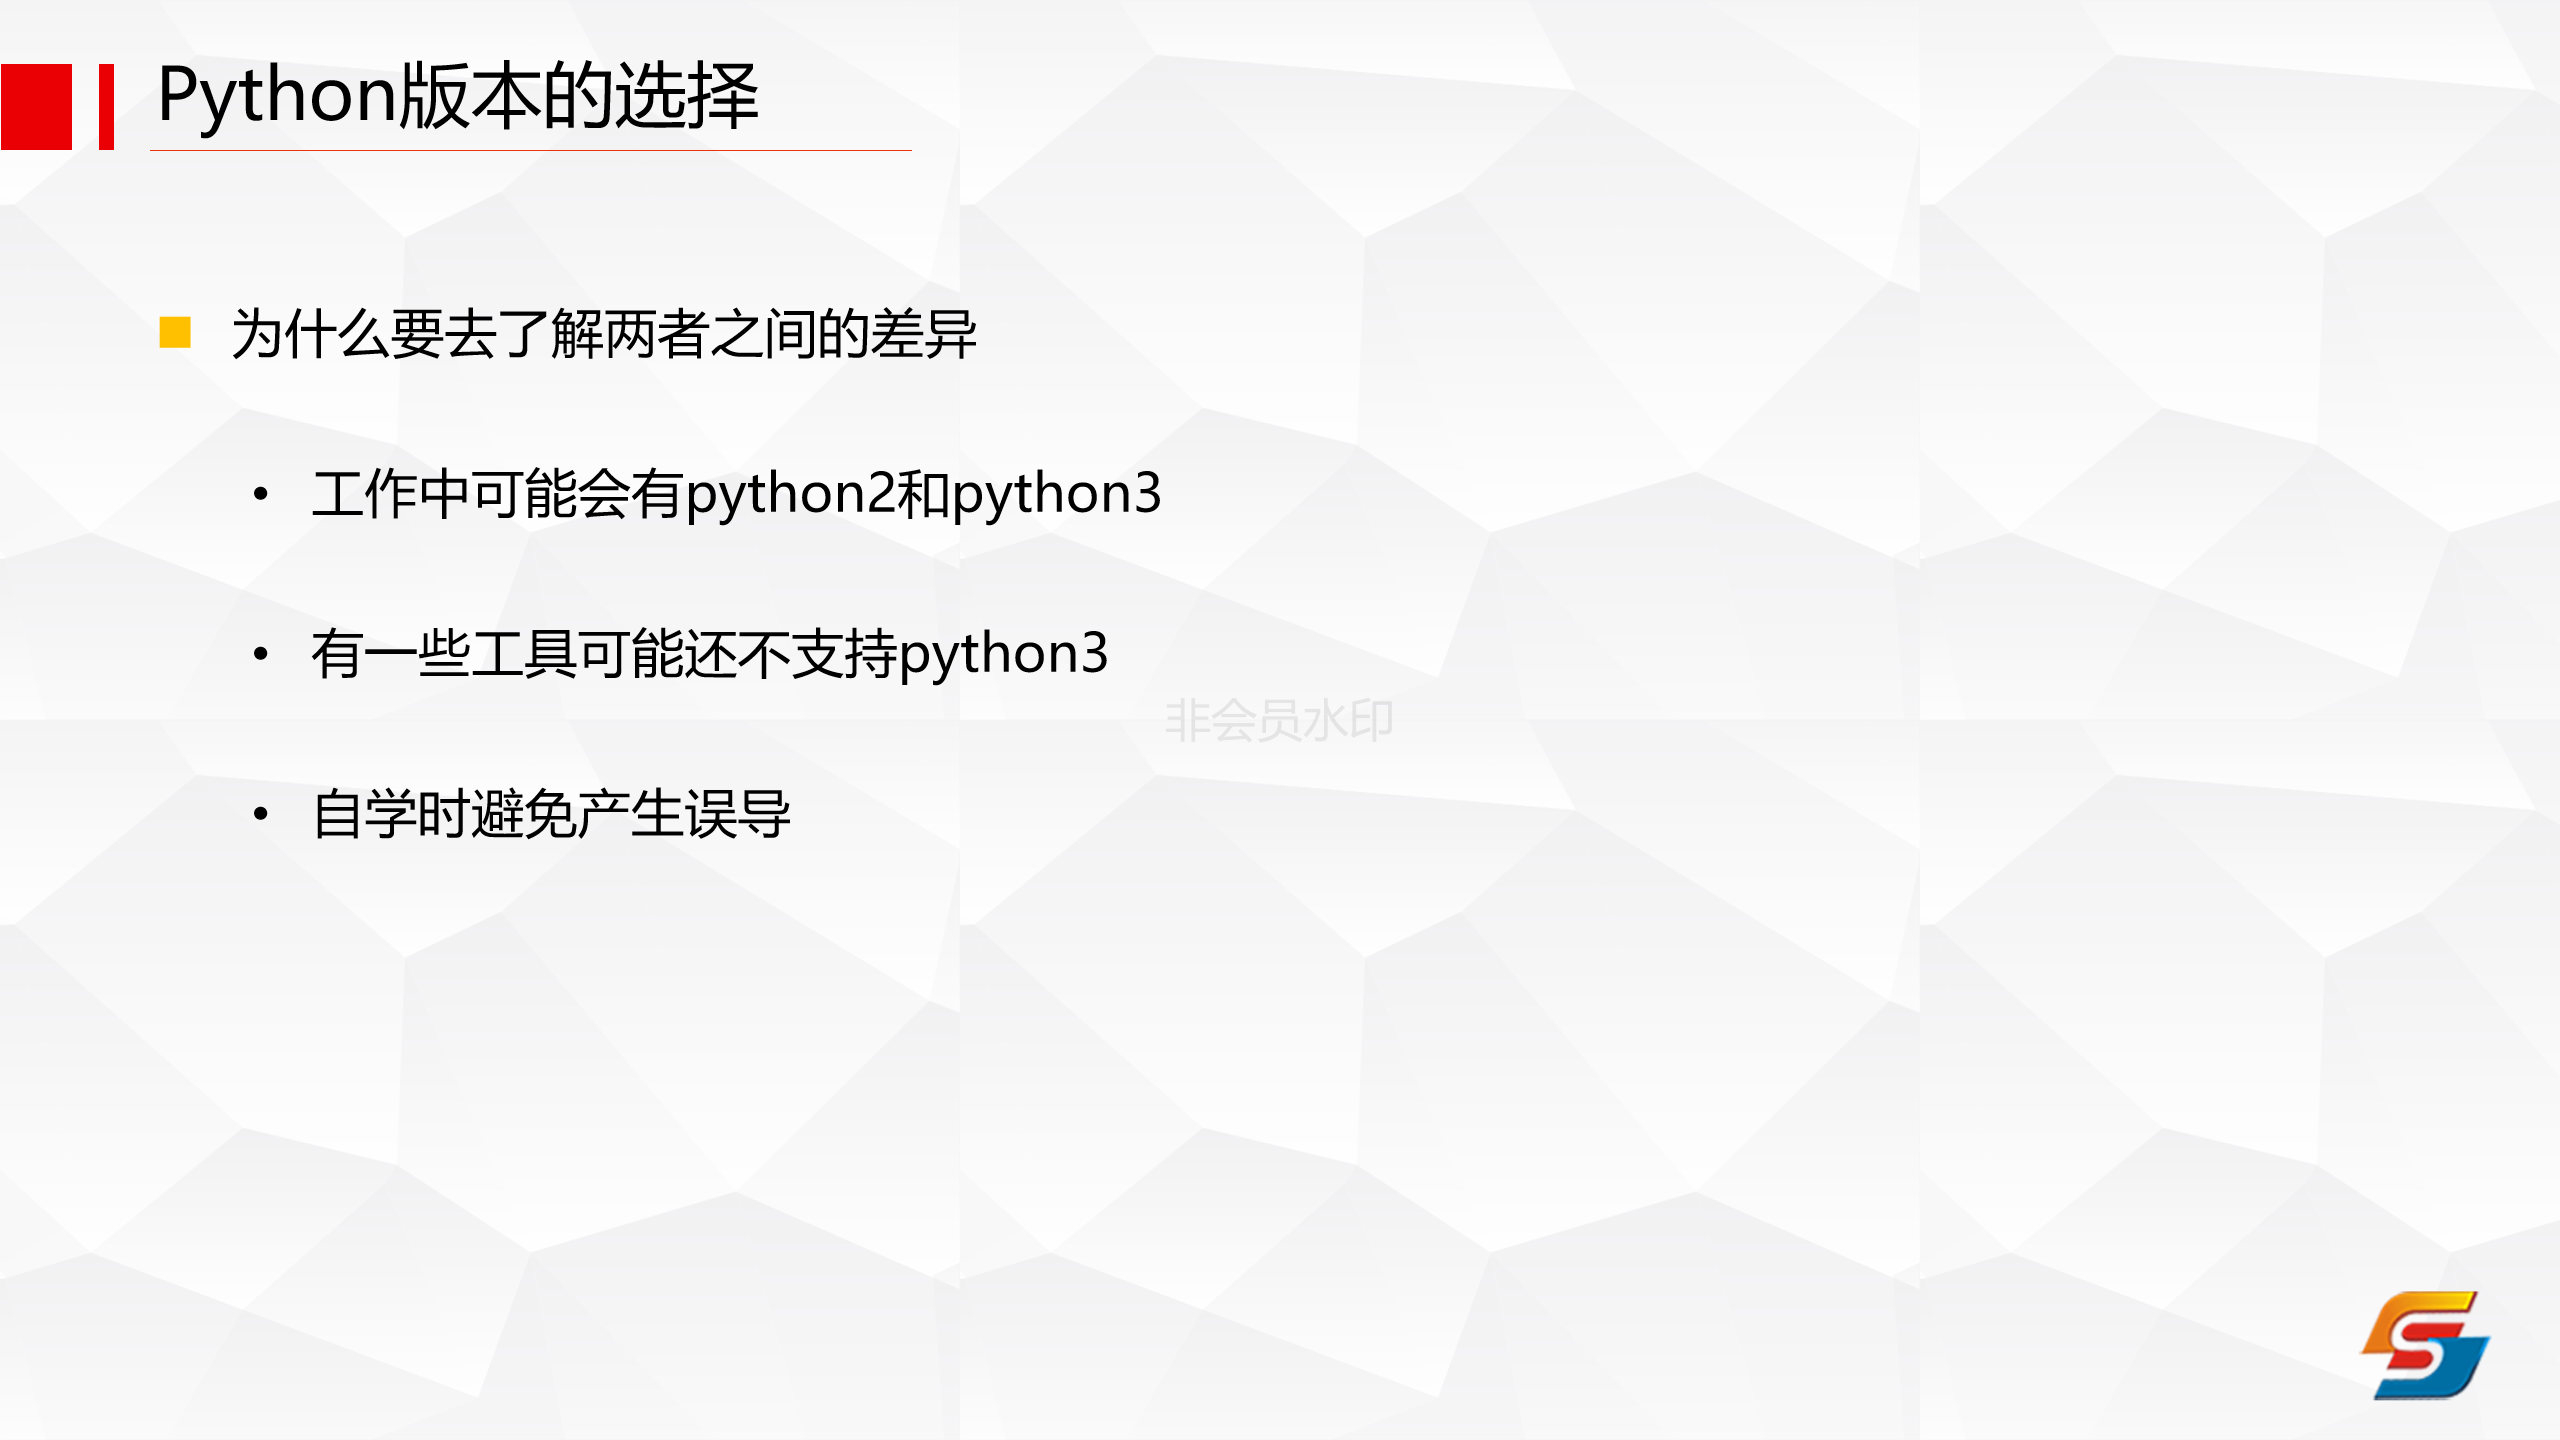 Python版本的选择
为什么要去了解两者之间的差异
• 工作中可能会有python2和python3
• 有一些工具可能还不支持python3
非会员水印
• 自学时避免产生误导